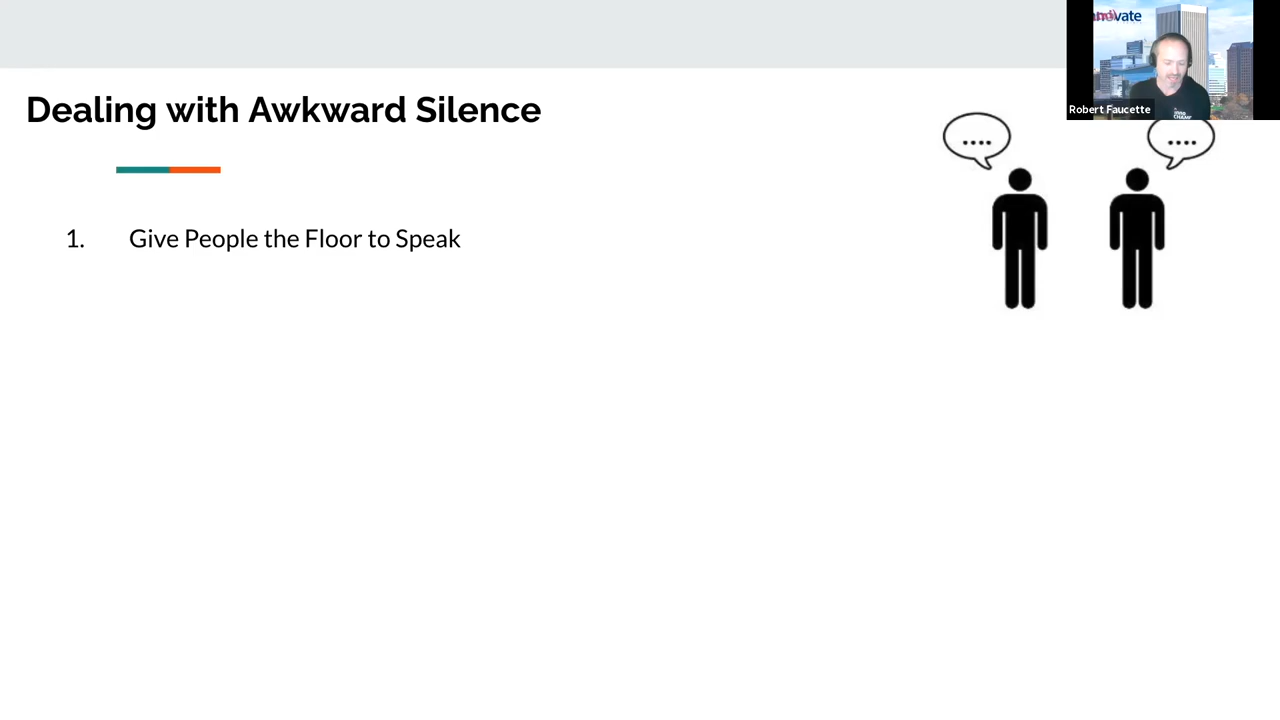 Dealing with Awkward Silence
1. Give People the Floor to Speak
....
....
Robert Faucette